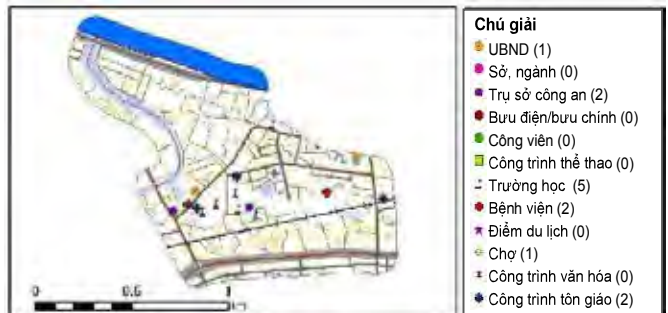 Chú giải
UBND (1)
Sở, ngành (0)
Trụ sở công an (2)
Bưu điện/bưu chính (0)
Công viên (0)
Công trình thể thao (0)
Trường học (5)
Bệnh viện (2)
Điểm du lịch (0)
Chợ (1)
Công trình văn hóa (0)
Công trình tôn giáo (2)
0 0.5 1